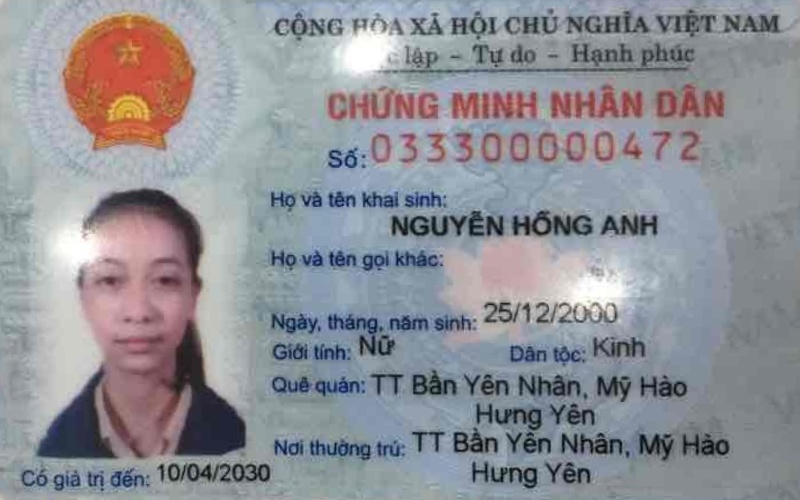 CỘNG HÒA XÃ HỘI CHỦ NGHĨA VIỆT NAM
lập - Tự do - Hạnh phúc
CHỨNG MINH NHÂN DÂN
Số: 033300000472
Họ và tên khai sinh:
NGUYỄN HỒNG ANH
Họ và tên gọi khác:
Ngày, tháng, năm sinh: 25/12/2000
Giới tính: Nữ Dân tộc: Kinh
Quê quán: TT Bần Yên Nhân, Mỹ Hào
Hưng Yên
Nơi thường trú: TT Bần Yên Nhân, Mỹ Hào
Hưng Yên
Có giá trị đến: 10/04/2030